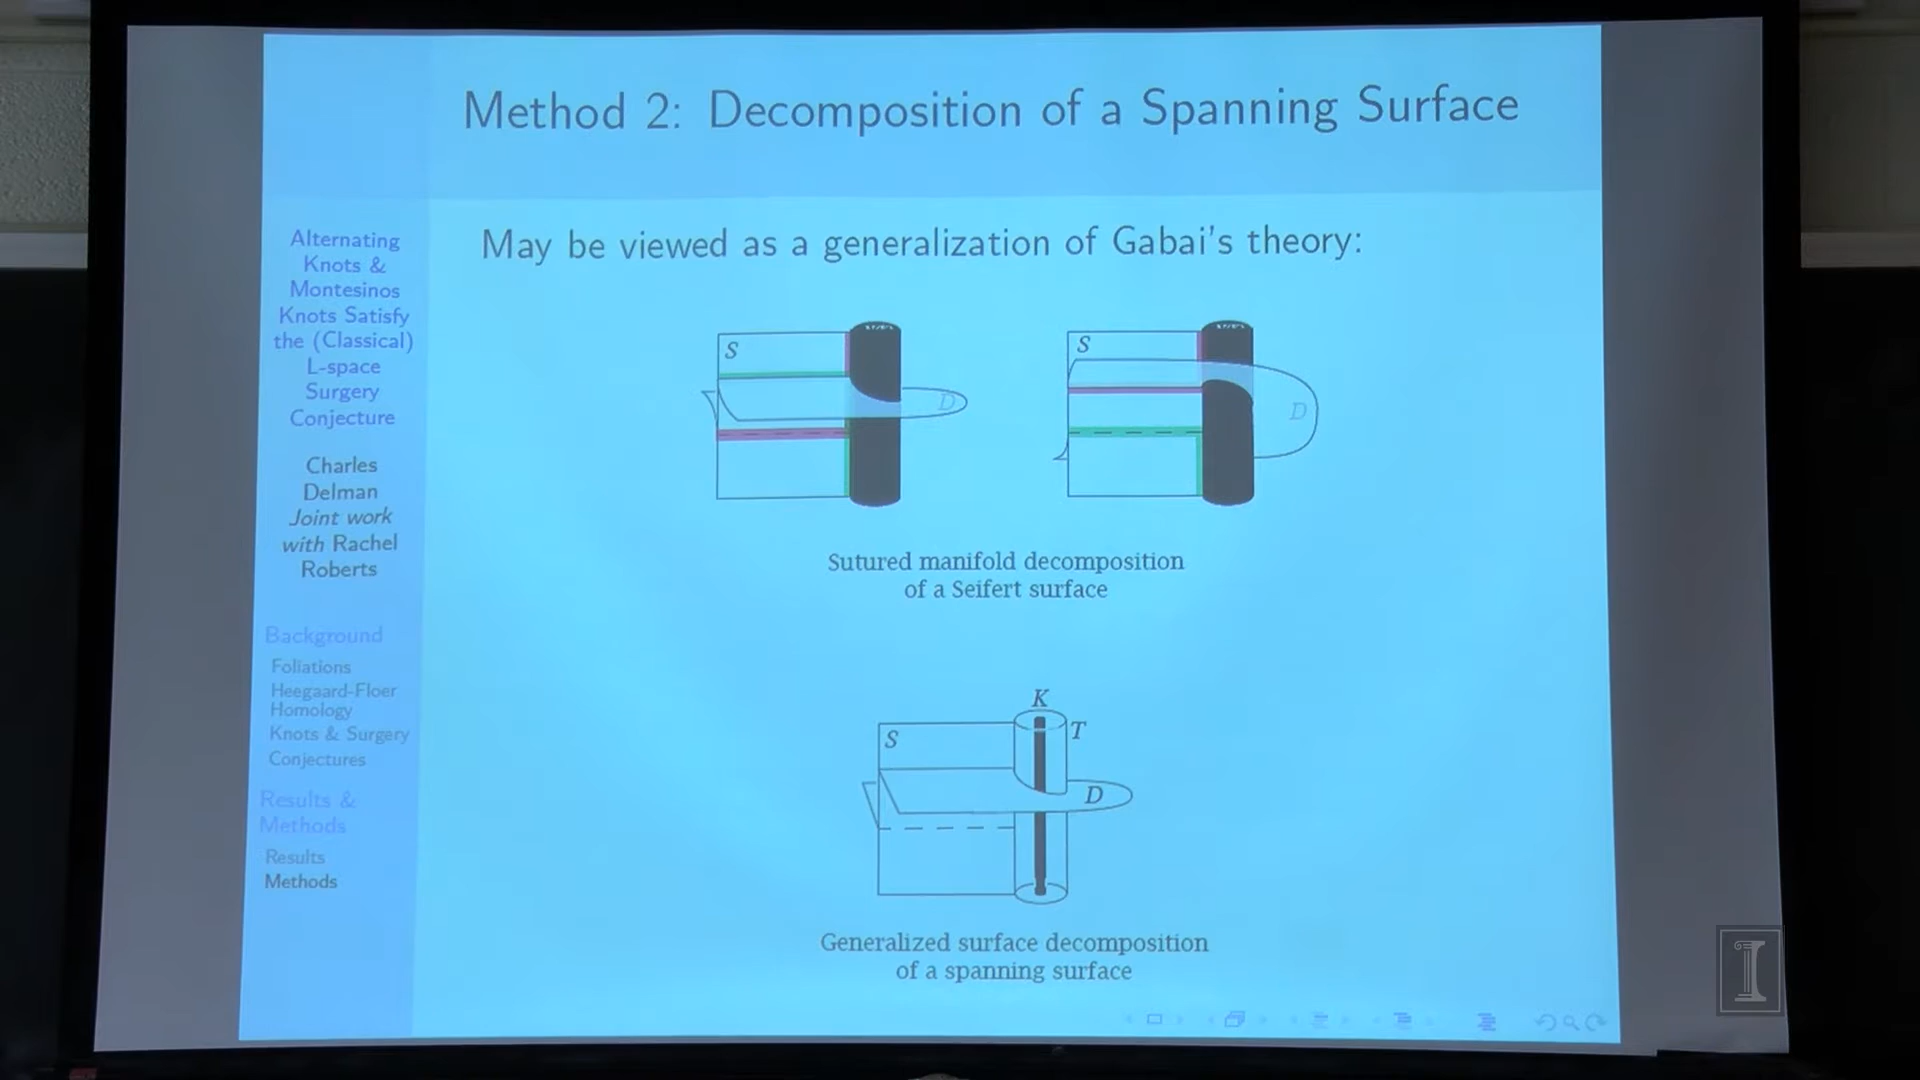 Method 2: Decomposition of a Spanning Surface
Alternating
Knots &
Montesinos
Knots Satisfy
the (Classical)
L-space
Surgery
Conjecture
Charles
Delman
Joint work
with Rachel
Roberts
Background
Foliations
Heegaard-Floer
Homology
Knots & Surgery
Conjectures
Results &
Methods
Results
Methods
May be viewed as a generalization of Gabai's theory:
S
D
S
D
Sutured manifold decomposition
of a Seifert surface
K
S
T
D
Generalized surface decomposition
of a spanning surface
I